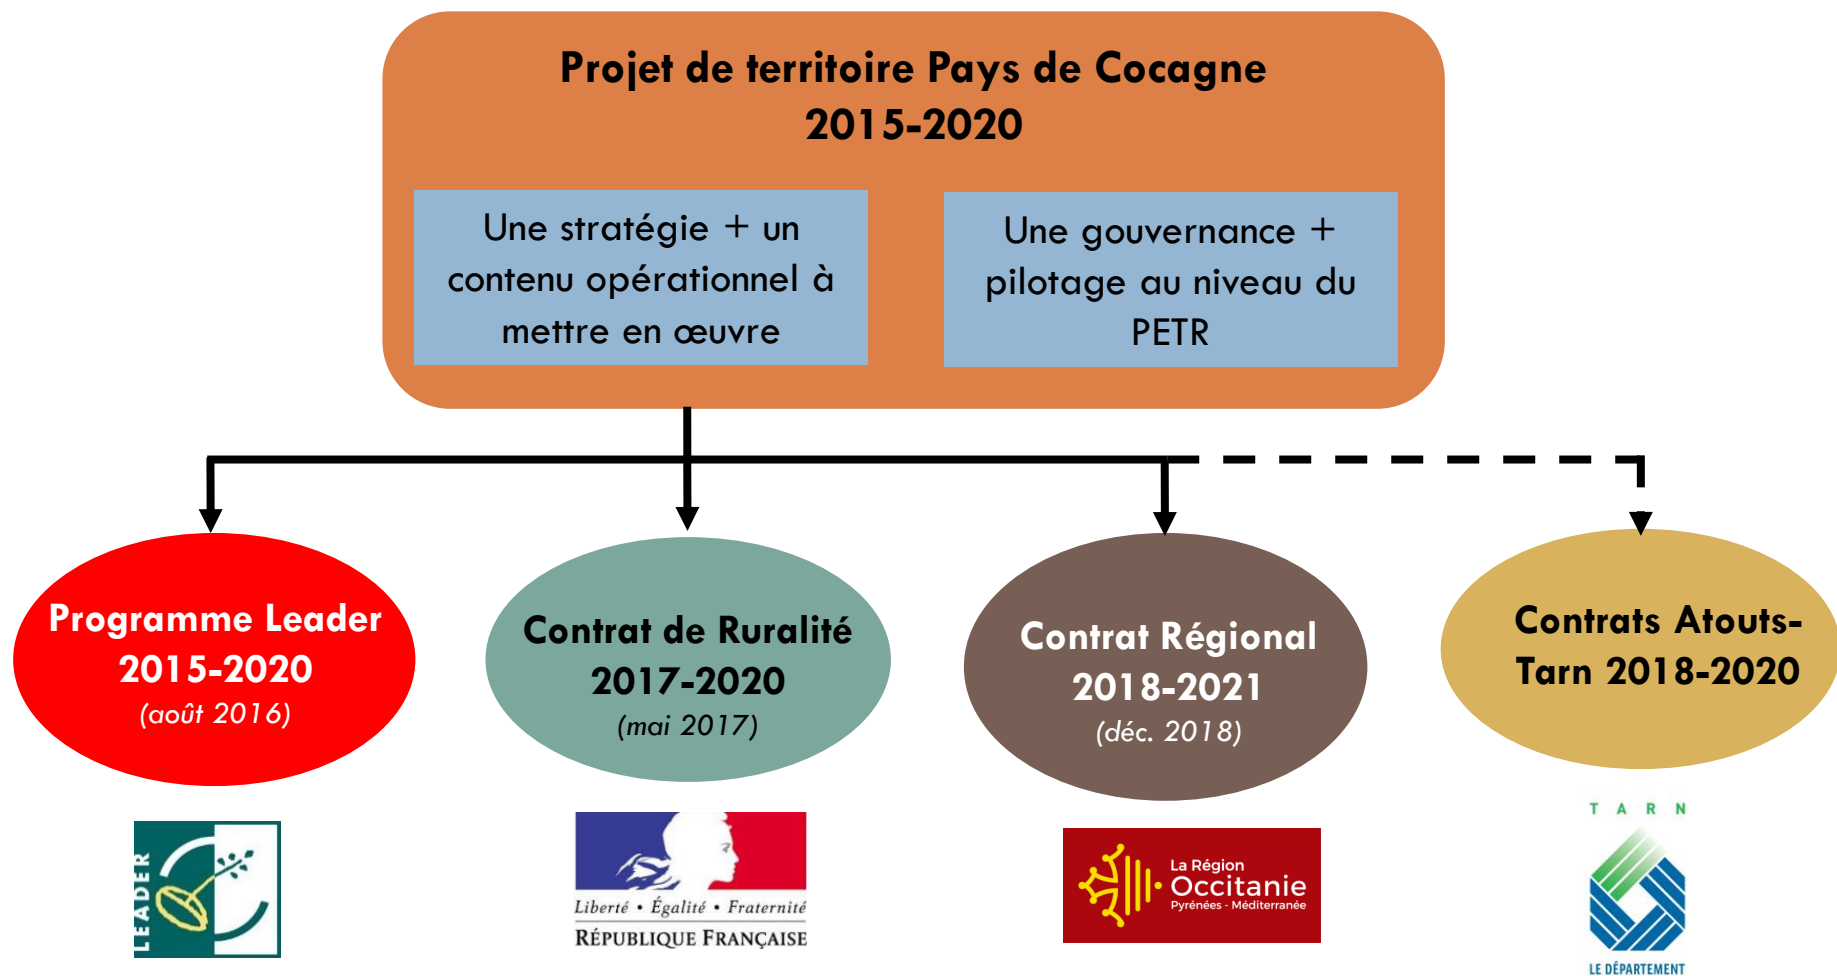 Projet de territoire Pays de Cocagne
2015-2020
Une stratégie + un
contenu opérationnel à
mettre en œuvre
Une gouvernance +
pilotage au niveau du
PETR
Programme Leader
2015-2020
(août 2016)
Contrat de Ruralité
2017-2020
(mai 2017)
Contrat Régional
2018-2021
(déc. 2018)
Contrats Atouts-
Tarn 2018-2020
LEADER
Liberté • Égalité • Fraternité
RÉPUBLIQUE FRANÇAISE
La Région
Occitanie
Pyrénées - Méditerranée
TARN
LE DÉPARTEMENT